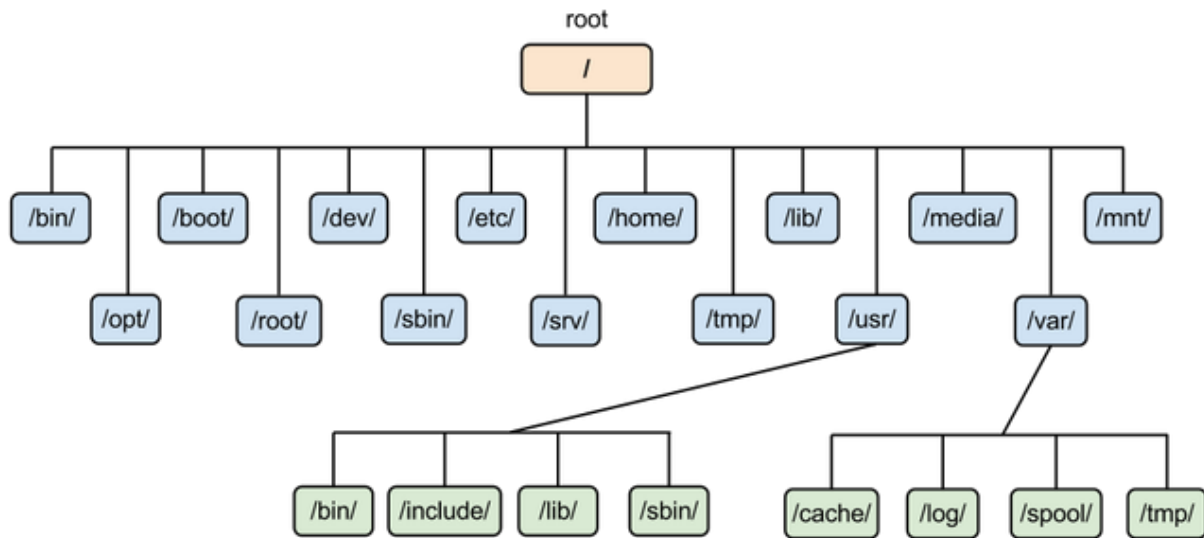 root
/
/bin/
/boot/
/dev/
/etc/
/home/
/lib/
/media/
/mnt/
/opt/
/root/
/sbin/
/srv/
/tmp/
/usr/
/var/
/bin/
/include/
/lib/
/sbin/
/cache/
/log/
/spool/
/tmp/